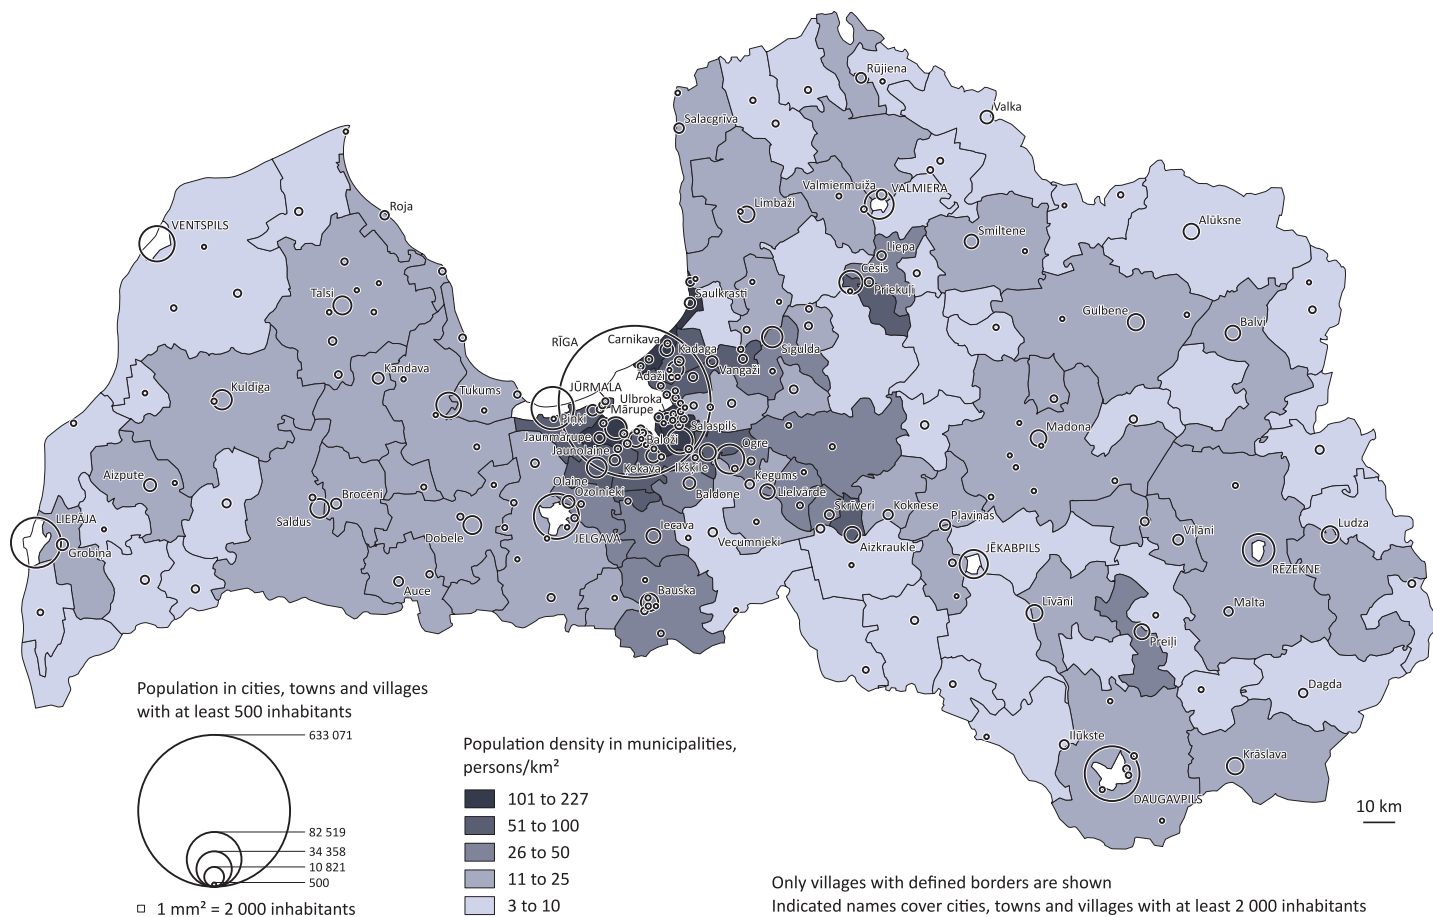 Rūjiena
Valka
Salacgrīva
Valmiermuiža
VALMIERA
Limbaži
Roja
Alūksne
VENTSPILS
Smiltene
Liepa
Cēsis
Priekuļi
Talsi
Saulkrasti
Gulbene
Balvi
RĪGA
Carnikava
Kadaga
Sigulda
Vangaži
Ādaži
Kandava
Kuldīga
Tukums
JŪRMALA
Ulbroka
Mārupe
Piņķi
Salaspils
Jaunmārupe
Baloži
Ogre
Jaunolaine
Ķekava
Ikšķile
Aizpute
Ķegums
Olaine
Ozolnieki
Baldone
Lielvārde
Brocēni
Saldus
Skrīveri
Koknese
Pļaviņas
LIEPĀJA
Grobiņa
Dobele
JELGAVA
Iecava
Vecumnieki
Aizkraukle
JĒKABPILS
Viļāni
Ludza
RĒZEKNE
Auce
Bauska
Līvāni
Malta
Preiļi
Dagda
Ilūkste
Krāslava
DAUGAVPILS
Population in cities, towns and villages
with at least 500 inhabitants
633 071
82 519
34 358
10 821
500
1 mm² = 2 000 inhabitants
Population density in municipalities,
persons/km²
101 to 227
51 to 100
26 to 50
11 to 25
3 to 10
10 km
Only villages with defined borders are shown
Indicated names cover cities, towns and villages with at least 2 000 inhabitants